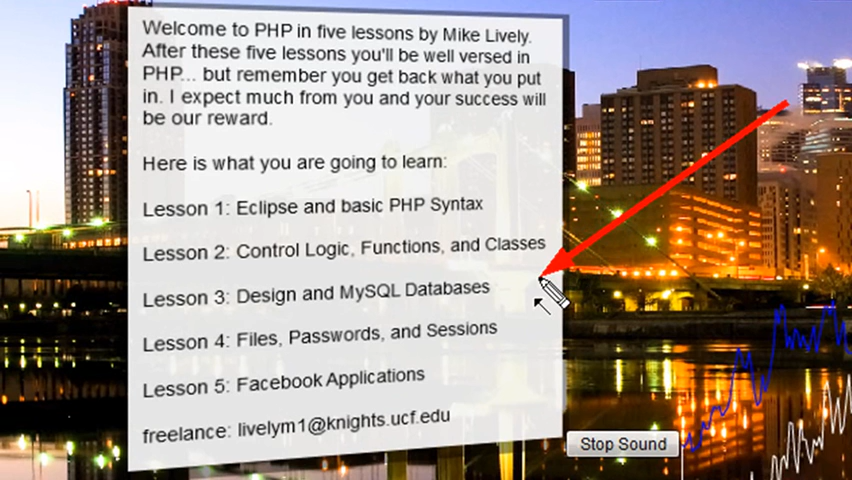 Welcome to PHP in five lessons by Mike Lively.
After these five lessons you'll be well versed in
PHP... but remember you get back what you put
in. I expect much from you and your success will
be our reward.
Here is what you are going to learn:
Lesson 1: Eclipse and basic PHP Syntax
Lesson 2: Control Logic, Functions, and Classes
Lesson 3: Design and MySQL Databases
Lesson 4: Files, Passwords, and Sessions
Lesson 5: Facebook Applications
freelance: livelym1@knights.ucf.edu
Stop Sound